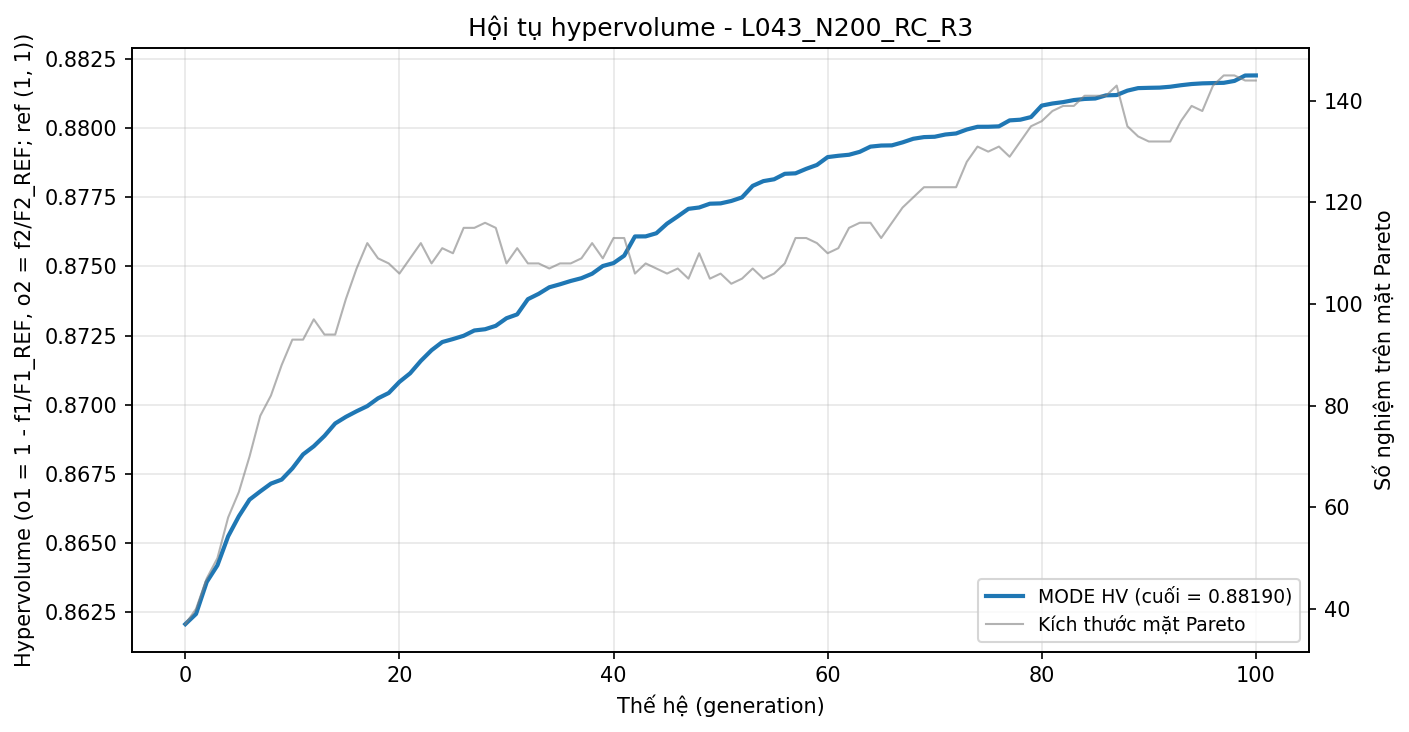 Hội tụ hypervolume - L043_N200_RC_R3
Hypervolume (o1 = 1 - f1/F1_REF, o2 = f2/F2_REF; ref (1, 1))
0.8825
0.8800
0.8775
0.8750
0.8725
0.8700
0.8675
0.8650
0.8625
140
120
100
80
60
40
Số nghiệm trên mặt Pareto
MODE HV (cuối = 0.88190)
Kích thước mặt Pareto
0 20 40 60 80 100
Thế hệ (generation)